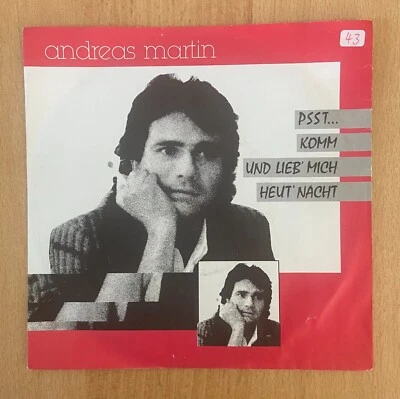 andreas martin
43
PSST...
KOMM
UND LIEB' MICH
HEUT' NACHT